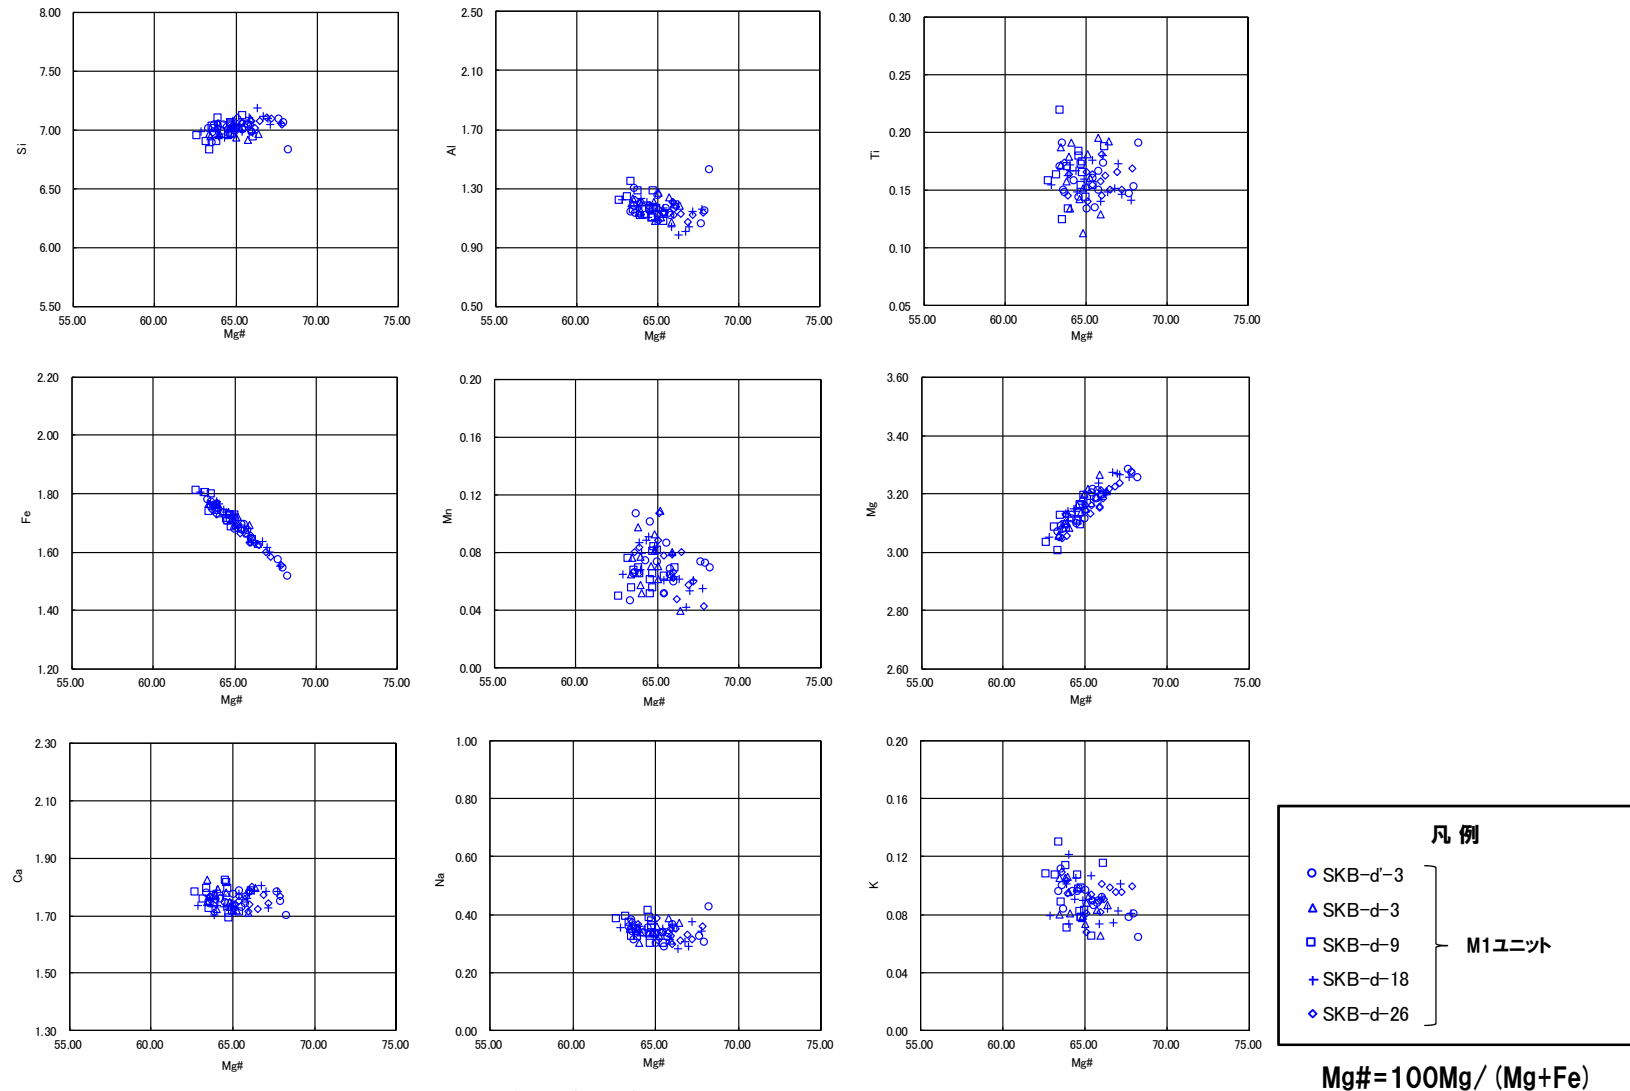 8.00
7.50
7.00
6.50
6.00
5.50
Si
55.00 60.00 65.00 70.00 75.00
Mg#
2.50
2.10
1.70
1.30
0.90
0.50
Al
55.00 60.00 65.00 70.00 75.00
Mg#
0.30
0.25
0.20
0.15
0.10
0.05
Ti
55.00 60.00 65.00 70.00 75.00
Mg#
2.20
2.00
1.80
1.60
1.40
1.20
Fe
55.00 60.00 65.00 70.00 75.00
Mg#
0.20
0.16
0.12
0.08
0.04
0.00
Mn
55.00 60.00 65.00 70.00 75.00
Mg#
3.60
3.40
3.20
3.00
2.80
2.60
Mg
55.00 60.00 65.00 70.00 75.00
Mg#
2.30
2.10
1.90
1.70
1.50
1.30
Ca
55.00 60.00 65.00 70.00 75.00
Mg#
1.00
0.80
0.60
0.40
0.20
0.00
Na
55.00 60.00 65.00 70.00 75.00
Mg#
0.20
0.16
0.12
0.08
0.04
0.00
K
55.00 60.00 65.00 70.00 75.00
Mg#
凡 例
SKB-d'-3
SKB-d-3
SKB-d-9
SKB-d-18
SKB-d-26
M1ユニット
Mg#=100Mg/(Mg+Fe)